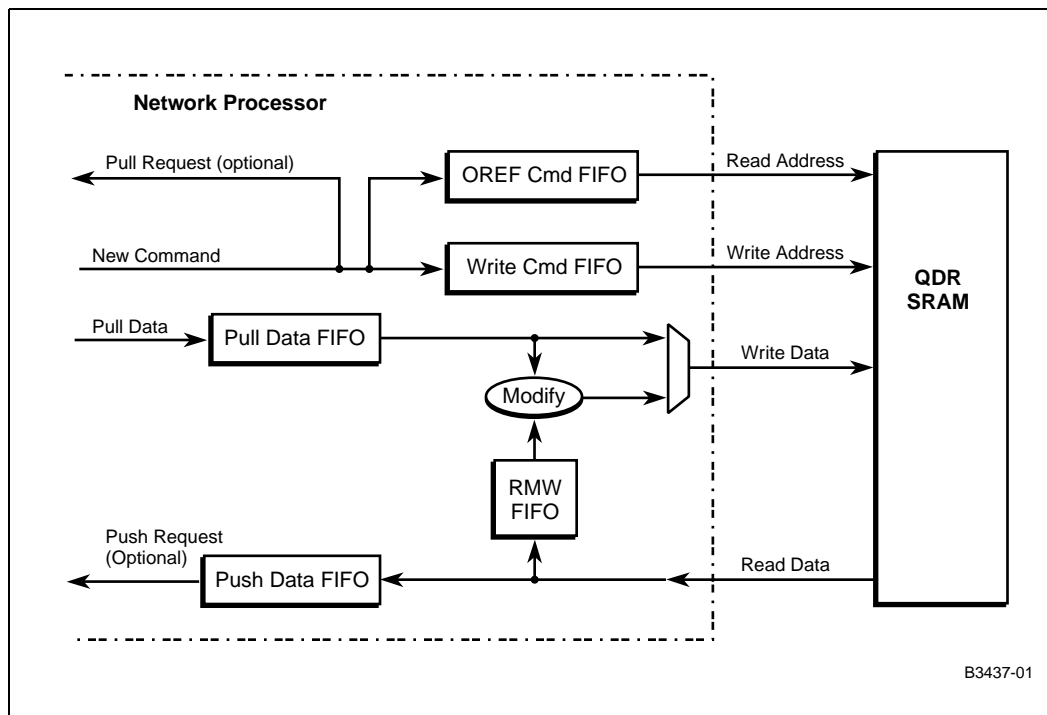 Network Processor
Pull Request (optional)
OREF Cmd FIFO
Read Address
New Command
Write Cmd FIFO
Write Address
QDR
SRAM
Pull Data
Pull Data FIFO
Write Data
Modify
RMW
FIFO
Push Request
(Optional)
Push Data FIFO
Read Data
B3437-01